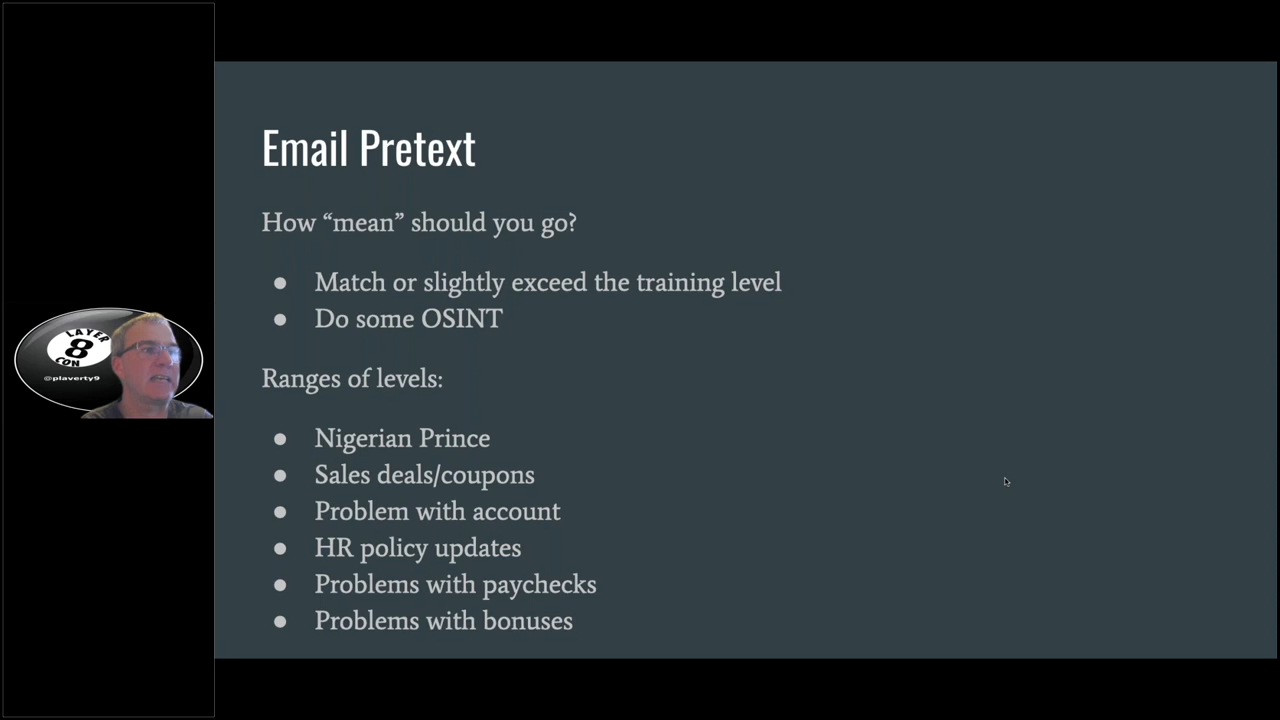 Email Pretext
How “mean” should you go?
● Match or slightly exceed the training level
● Do some OSINT
Ranges of levels:
● Nigerian Prince
● Sales deals/coupons
● Problem with account
● HR policy updates
● Problems with paychecks
● Problems with bonuses
LAYER
8
CON
@plaverty9